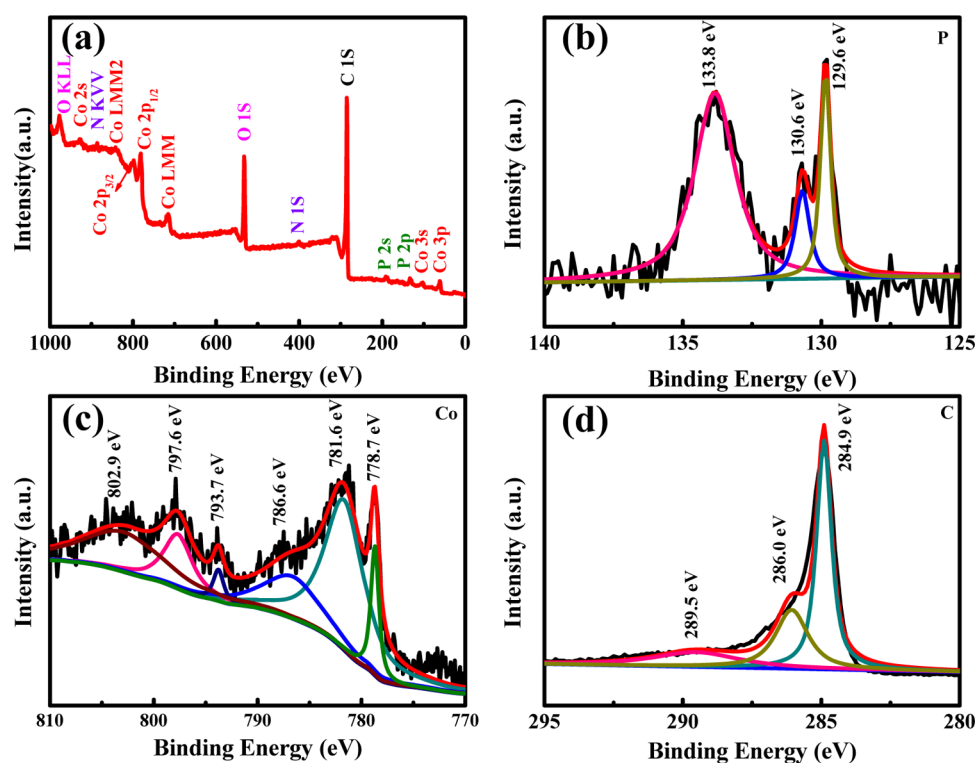 (a)
O KLL
Co 2s
N KVV
Co LMM2
Co 2p1/2
Co 2p3/2
Co LMM
O 1S
N 1S
C 1S
P 2s
P 2p
Co 3s
Co 3p
Intensity(a.u.)
1000 800 600 400 200 0
Binding Energy (eV)
(b)
P
133.8 eV
130.6 eV
129.6 eV
Intensity (a.u.)
140 135 130 125
Binding Energy (eV)
(c)
Co
802.9 eV
797.6 eV
793.7 eV
786.6 eV
781.6 eV
778.7 eV
Intensity (a.u.)
810 800 790 780 770
Binding Energy (eV)
(d)
C
289.5 eV
286.0 eV
284.9 eV
Intensity (a.u.)
295 290 285 280
Binding Energy (eV)